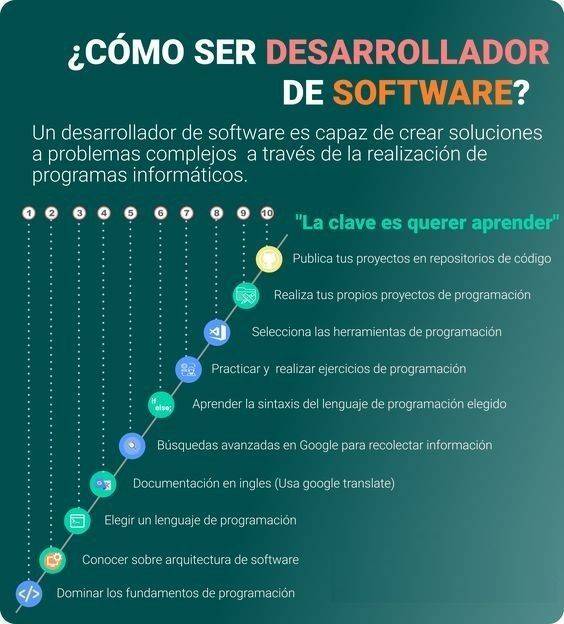 ¿CÓMO SER DESARROLLADOR
DE SOFTWARE?
Un desarrollador de software es capaz de crear soluciones
a problemas complejos a través de la realización de
programas informáticos.
1 2 3 4 5 6 7 8 9 10
"La clave es querer aprender"
Publica tus proyectos en repositorios de código
Realiza tus propios proyectos de programación
Selecciona las herramientas de programación
Practicar y realizar ejercicios de programación
if
else;
Aprender la sintaxis del lenguaje de programación elegido
Búsquedas avanzadas en Google para recolectar información
Documentación en ingles (Usa google translate)
Elegir un lenguaje de programación
Conocer sobre arquitectura de software
</>
Dominar los fundamentos de programación